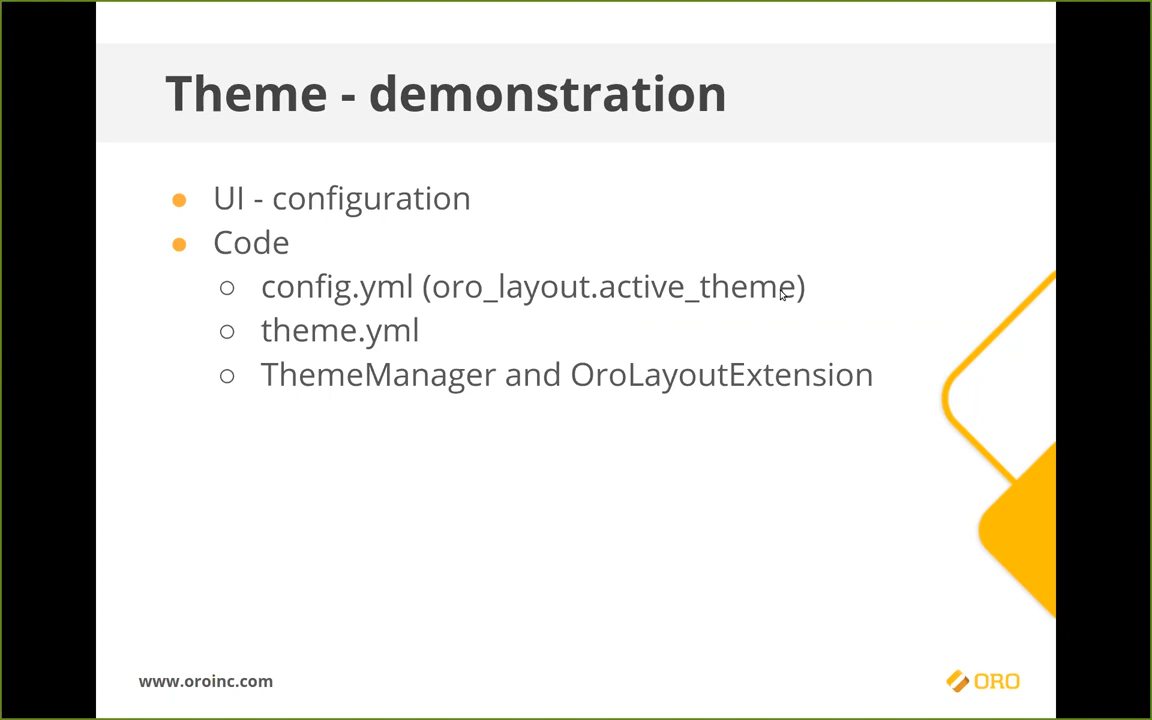 Theme - demonstration
● UI - configuration
● Code
○ config.yml (oro_layout.active_theme)
○ theme.yml
○ ThemeManager and OroLayoutExtension
www.oroinc.com
ORO